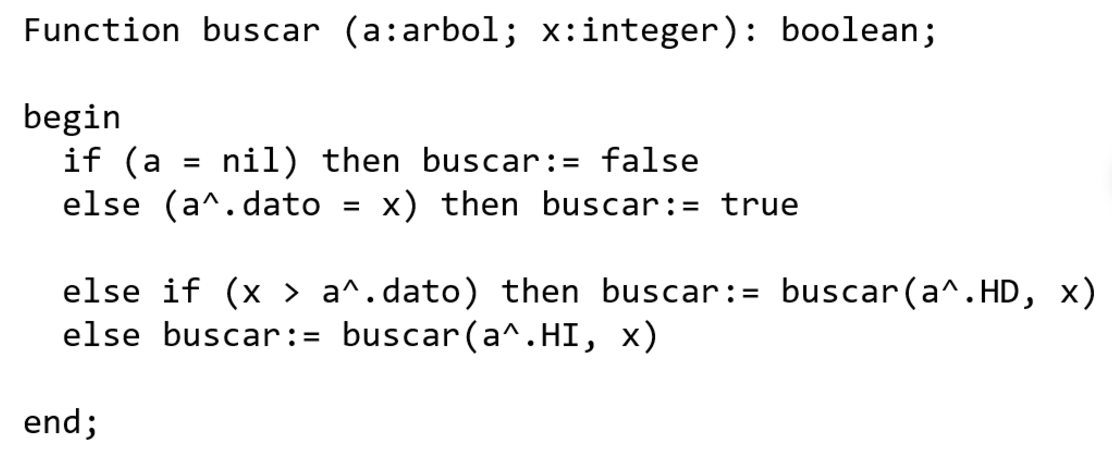 Function buscar (a:arbol; x:integer): boolean;
begin
if (a = nil) then buscar:= false
else (a^.dato = x) then buscar:= true
else if (x > a^.dato) then buscar:= buscar(a^.HD, x)
else buscar:= buscar(a^.HI, x)
end;